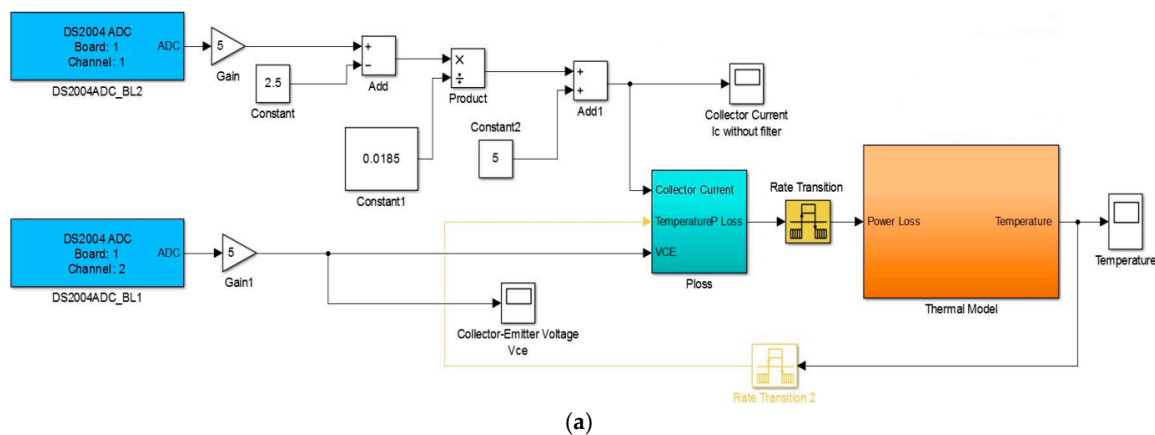 DS2004 ADC
Board: 1
Channel: 1
ADC
DS2004ADC_BL2
5
Gain
2.5
Constant
+
−
Add
0.0185
Constant1
×
÷
Product
Constant2
5
+
+
Add1
Collector Current
Ic without filter
DS2004 ADC
Board: 1
Channel: 2
ADC
DS2004ADC_BL1
5
Gain1
Collector-Emitter Voltage
Vce
Collector Current
TemperatureP Loss
VCE
Ploss
Rate Transition
Power Loss
Temperature
Thermal Model
Temperature
Rate Transition 2
(a)